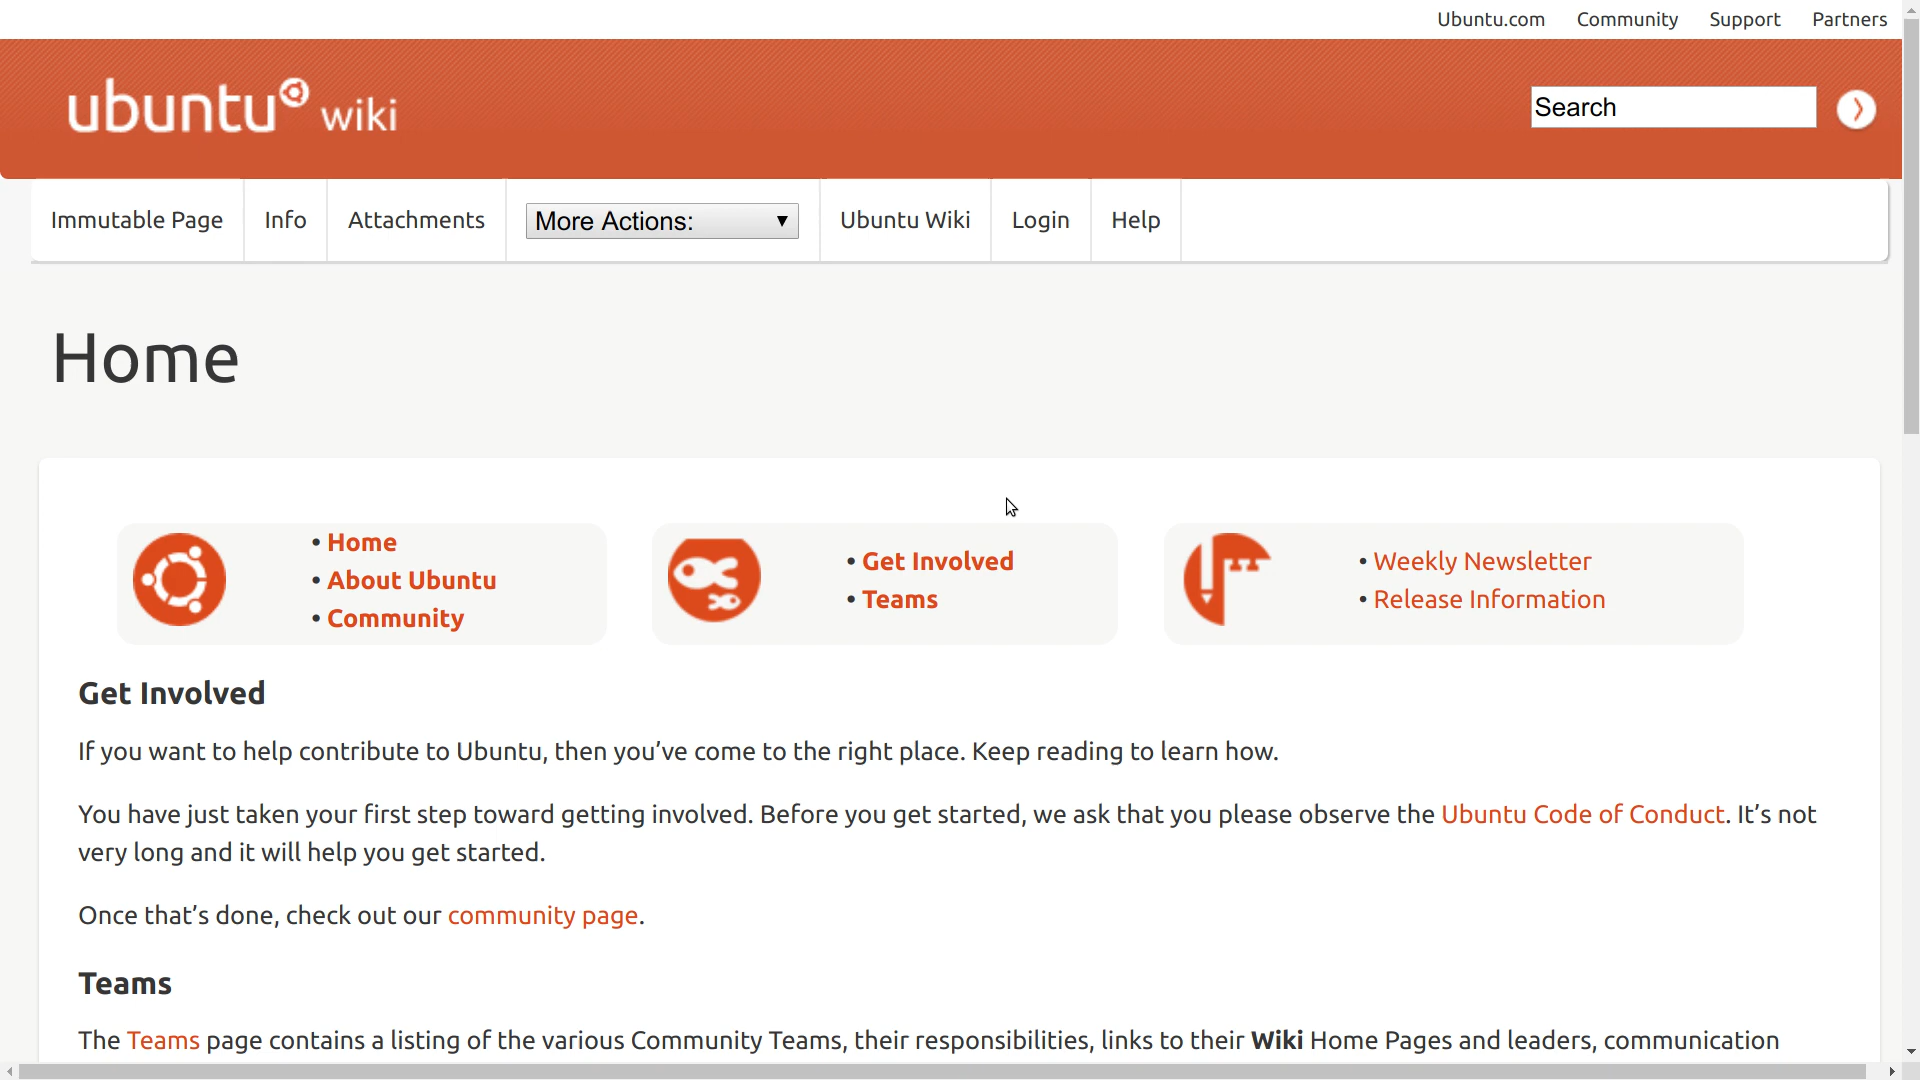 Ubuntu.com Community Support Partners
ubuntu wiki
Search
Immutable Page Info Attachments More Actions: Ubuntu Wiki Login Help
Home
• Home
• About Ubuntu
• Community
• Get Involved
• Teams
• Weekly Newsletter
• Release Information
Get Involved
If you want to help contribute to Ubuntu, then you’ve come to the right place. Keep reading to learn how.
You have just taken your first step toward getting involved. Before you get started, we ask that you please observe the Ubuntu Code of Conduct. It’s not
very long and it will help you get started.
Once that’s done, check out our community page.
Teams
The Teams page contains a listing of the various Community Teams, their responsibilities, links to their Wiki Home Pages and leaders, communication